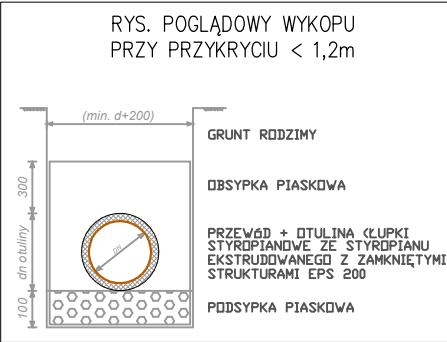 RYS. POGLĄDOWY WYKOPU
PRZY PRZYKRYCIU < 1,2m
(min. d+200)
GRUNT RODZIMY
300
OBSYPKA PIASKOWA
dn otuliny
DN
PRZEWÓD + OTULINA (ŁUPKI
STYROPIANOWE ZE STYROPIANU
EKSTRUDOWANEGO Z ZAMKNIĘTYMI
STRUKTURAMI EPS 200
100
PODSYPKA PIASKOWA